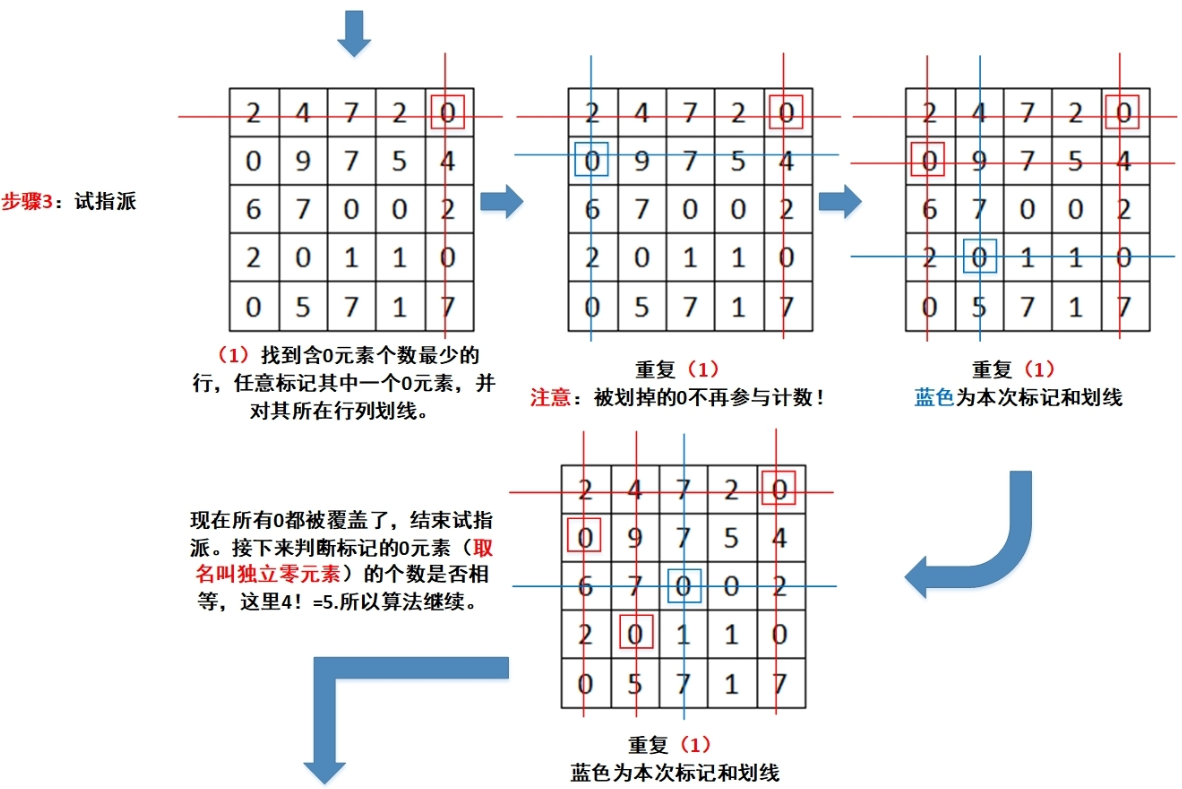 2 4 7 2 0
0 9 7 5 4
6 7 0 0 2
2 0 1 1 0
0 5 7 1 7
2 4 7 2 0
0 9 7 5 4
6 7 0 0 2
2 0 1 1 0
0 5 7 1 7
2 4 7 2 0
0 9 7 5 4
6 7 0 0 2
2 0 1 1 0
0 5 7 1 7
步骤3：试指派
（1）找到含0元素个数最少的
行，任意标记其中一个0元素，并
对其所在行列划线。
重复（1）
注意：被划掉的0不再参与计数！
重复（1）
蓝色为本次标记和划线
现在所有0都被覆盖了，结束试指
派。接下来判断标记的0元素（取
名叫独立零元素）的个数是否相
等，这里4！=5.所以算法继续。
2 4 7 2 0
0 9 7 5 4
6 7 0 0 2
2 0 1 1 0
0 5 7 1 7
重复（1）
蓝色为本次标记和划线